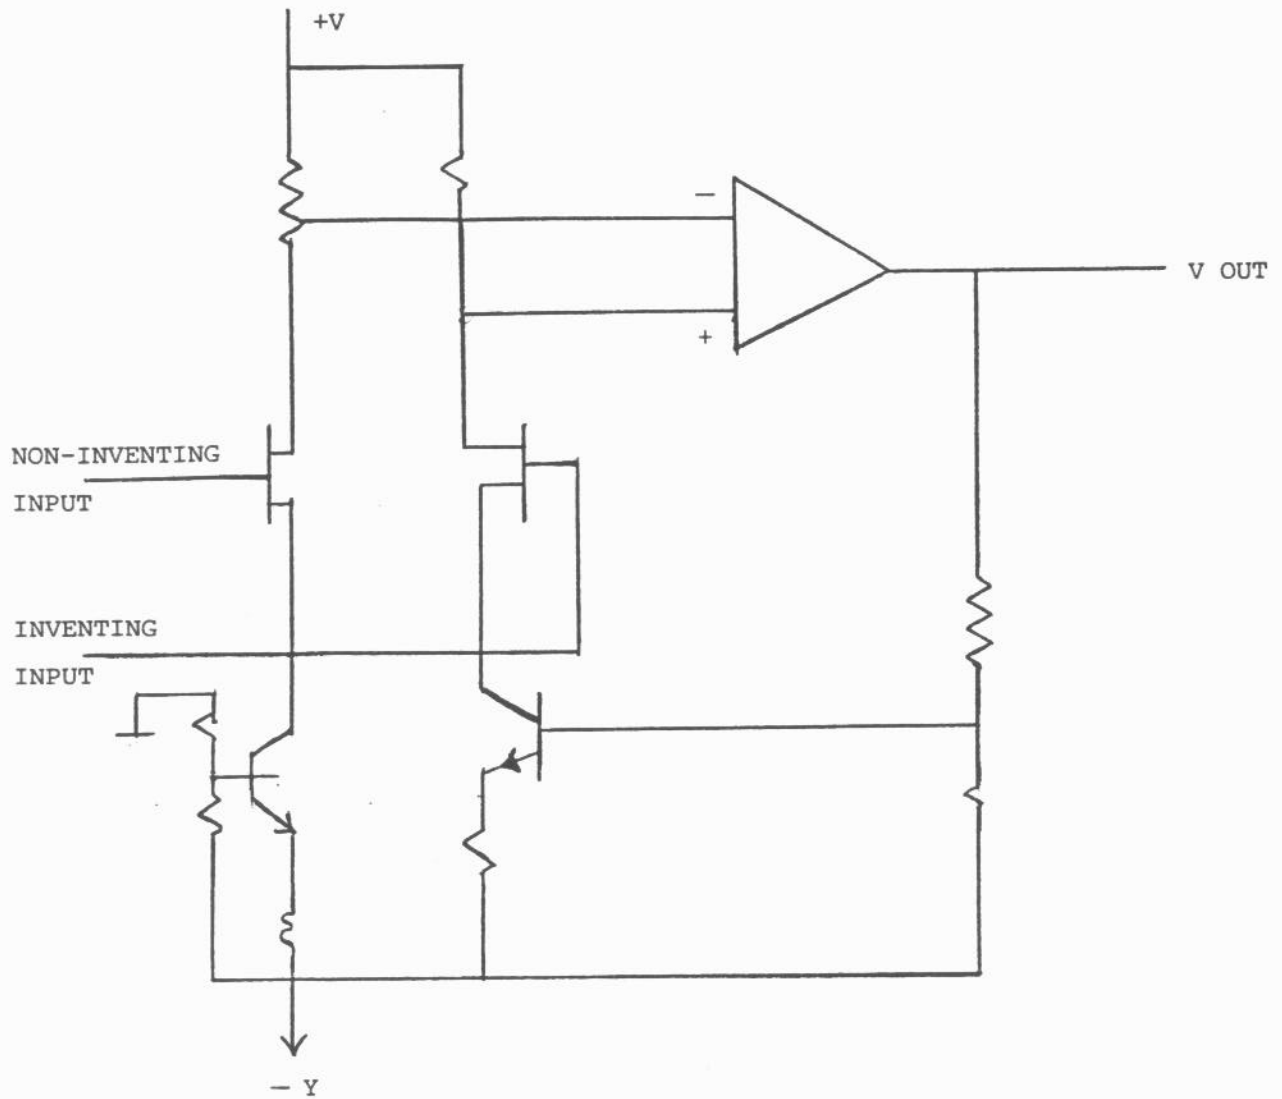 +V
−
V OUT
+
NON-INVENTING
INPUT
INVENTING
INPUT
— Y